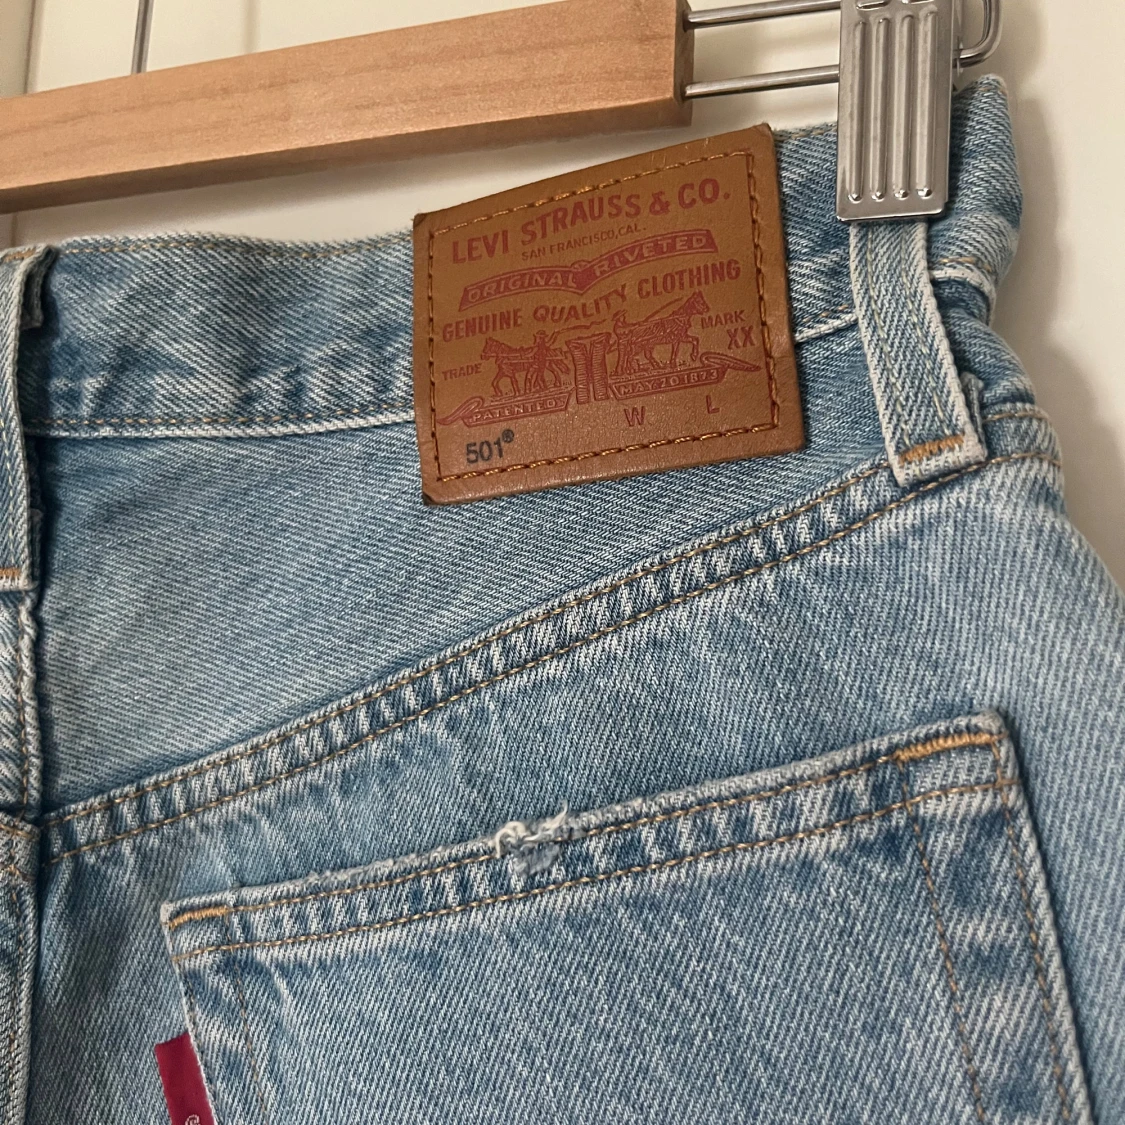 LEVI STRAUSS & CO.
SAN FRANCISCO, CAL.
ORIGINAL RIVETED
GENUINE QUALITY CLOTHING
TRADE MARK
XX
PATENTED MAY 20 1873
W L
501®